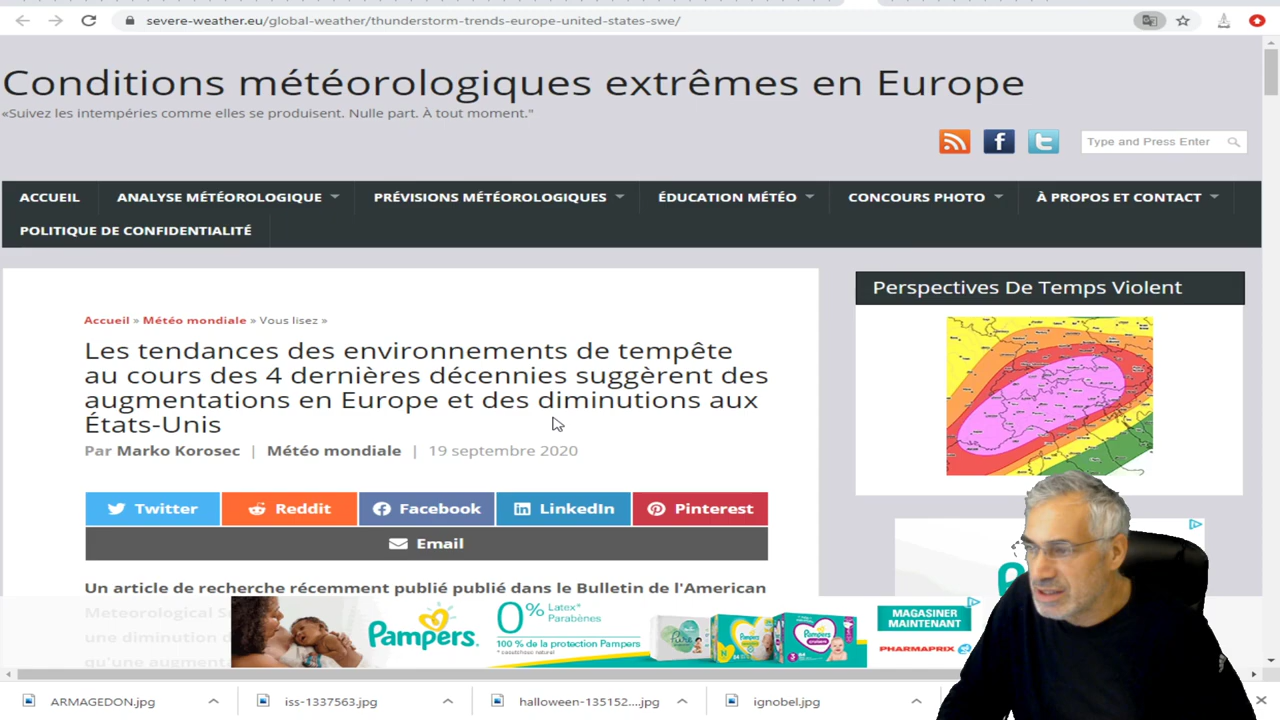 severe-weather.eu/global-weather/thunderstorm-trends-europe-united-states-swe/
Conditions météorologiques extrêmes en Europe
«Suivez les intempéries comme elles se produisent. Nulle part. À tout moment."
Type and Press Enter
ACCUEIL ANALYSE MÉTÉOROLOGIQUE PRÉVISIONS MÉTÉOROLOGIQUES ÉDUCATION MÉTÉO CONCOURS PHOTO À PROPOS ET CONTACT
POLITIQUE DE CONFIDENTIALITÉ
Accueil » Météo mondiale » Vous lisez »
Les tendances des environnements de tempête
au cours des 4 dernières décennies suggèrent des
augmentations en Europe et des diminutions aux
États-Unis
Par Marko Korosec | Météo mondiale | 19 septembre 2020
Twitter Reddit Facebook LinkedIn Pinterest
Email
Un article de recherche récemment publié publié dans le Bulletin de l'American
Meteorological
une diminution
qu'une augmenta
Perspectives De Temps Violent
Pampers.
0% Latex*
Parabènes
100 % de la protection Pampers
MAGASINER
MAINTENANT
PHARMAPRIX
ARMAGEDON.jpg iss-1337563.jpg halloween-135152....jpg ignobel.jpg